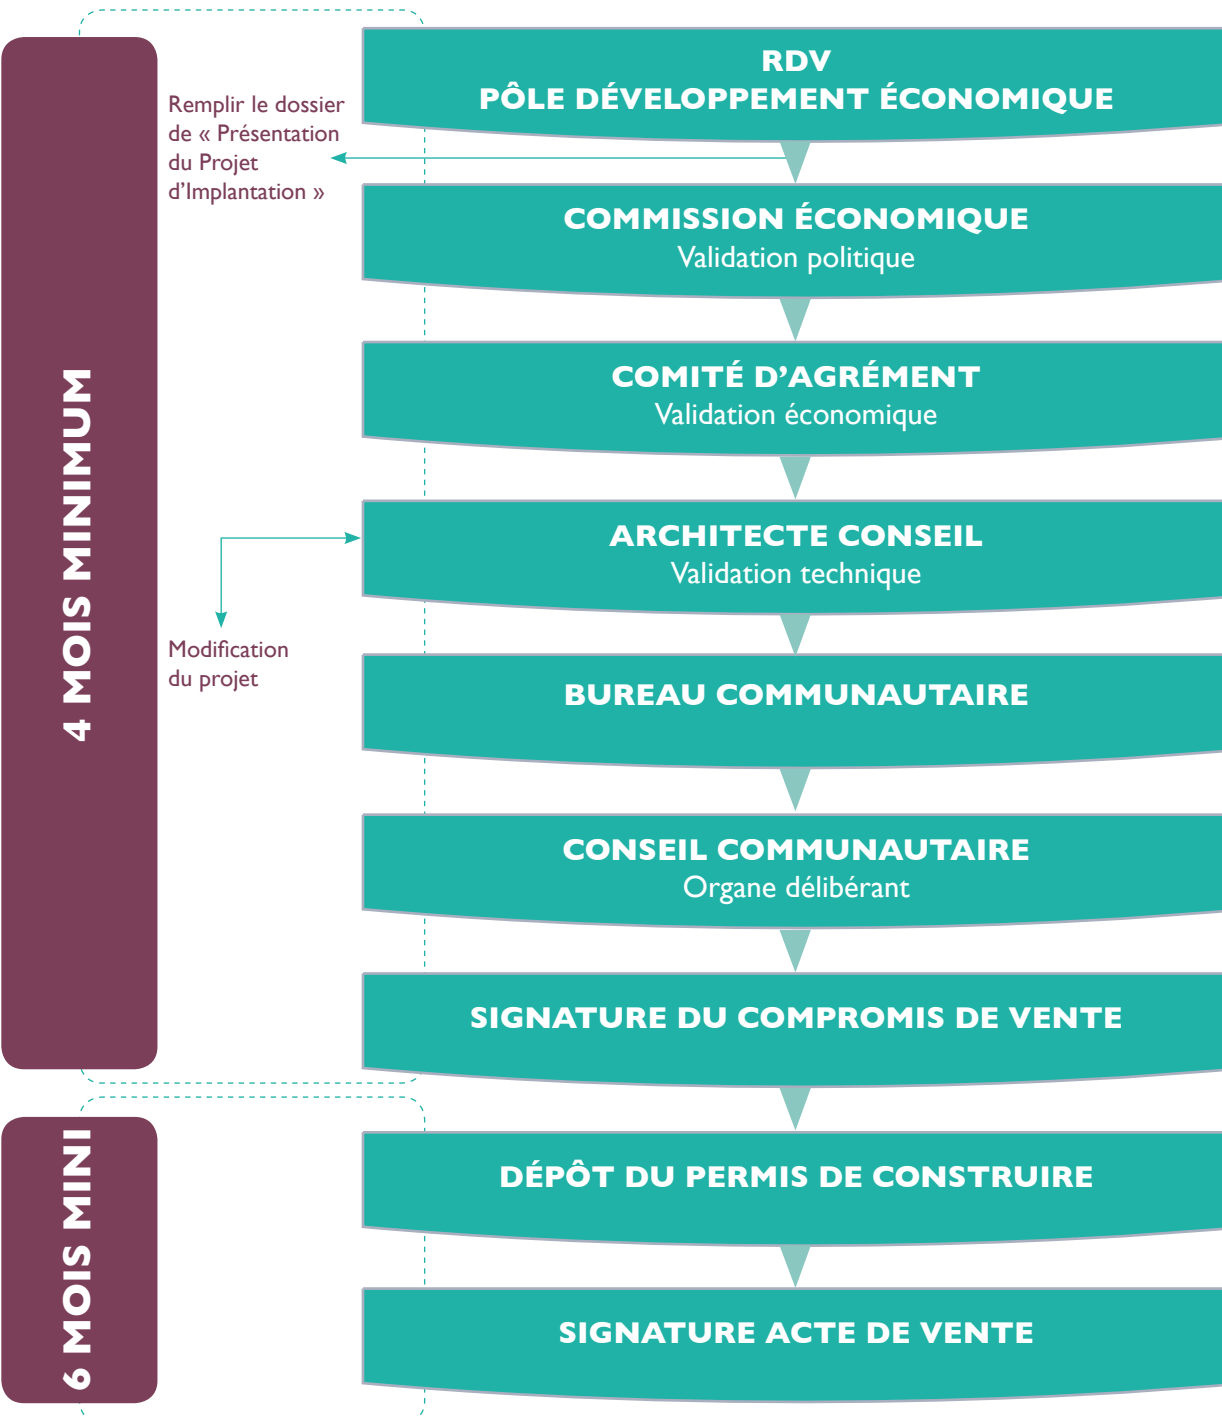 4 MOIS MINIMUM
RDV
PÔLE DÉVELOPPEMENT ÉCONOMIQUE
Remplir le dossier
de « Présentation
du Projet
d’Implantation »
COMMISSION ÉCONOMIQUE
Validation politique
COMITÉ D’AGRÉMENT
Validation économique
ARCHITECTE CONSEIL
Validation technique
Modification
du projet
BUREAU COMMUNAUTAIRE
CONSEIL COMMUNAUTAIRE
Organe délibérant
SIGNATURE DU COMPROMIS DE VENTE
6 MOIS MINI
DÉPÔT DU PERMIS DE CONSTRUIRE
SIGNATURE ACTE DE VENTE